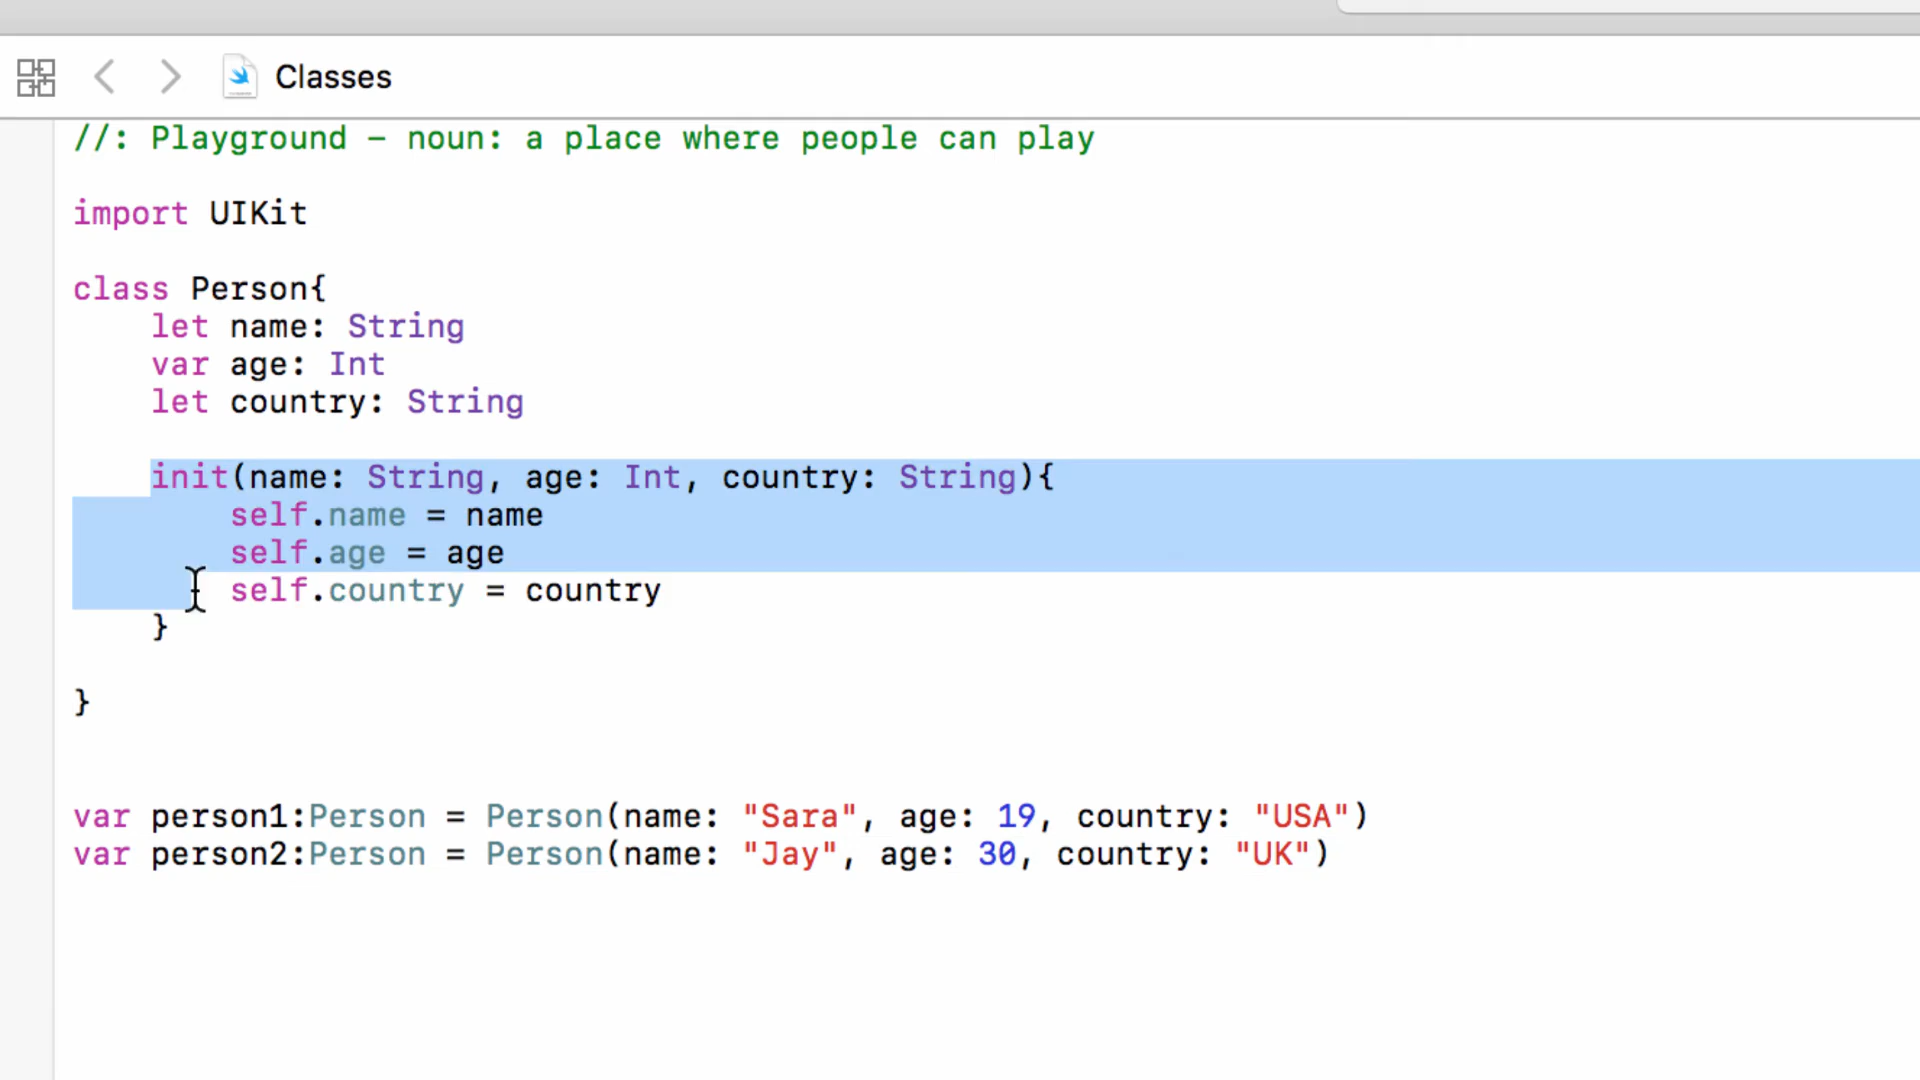 Classes
//: Playground – noun: a place where people can play
import UIKit
class Person{
let name: String
var age: Int
let country: String
init(name: String, age: Int, country: String){
self.name = name
self.age = age
self.country = country
}
}
var person1:Person = Person(name: "Sara", age: 19, country: "USA")
var person2:Person = Person(name: "Jay", age: 30, country: "UK")